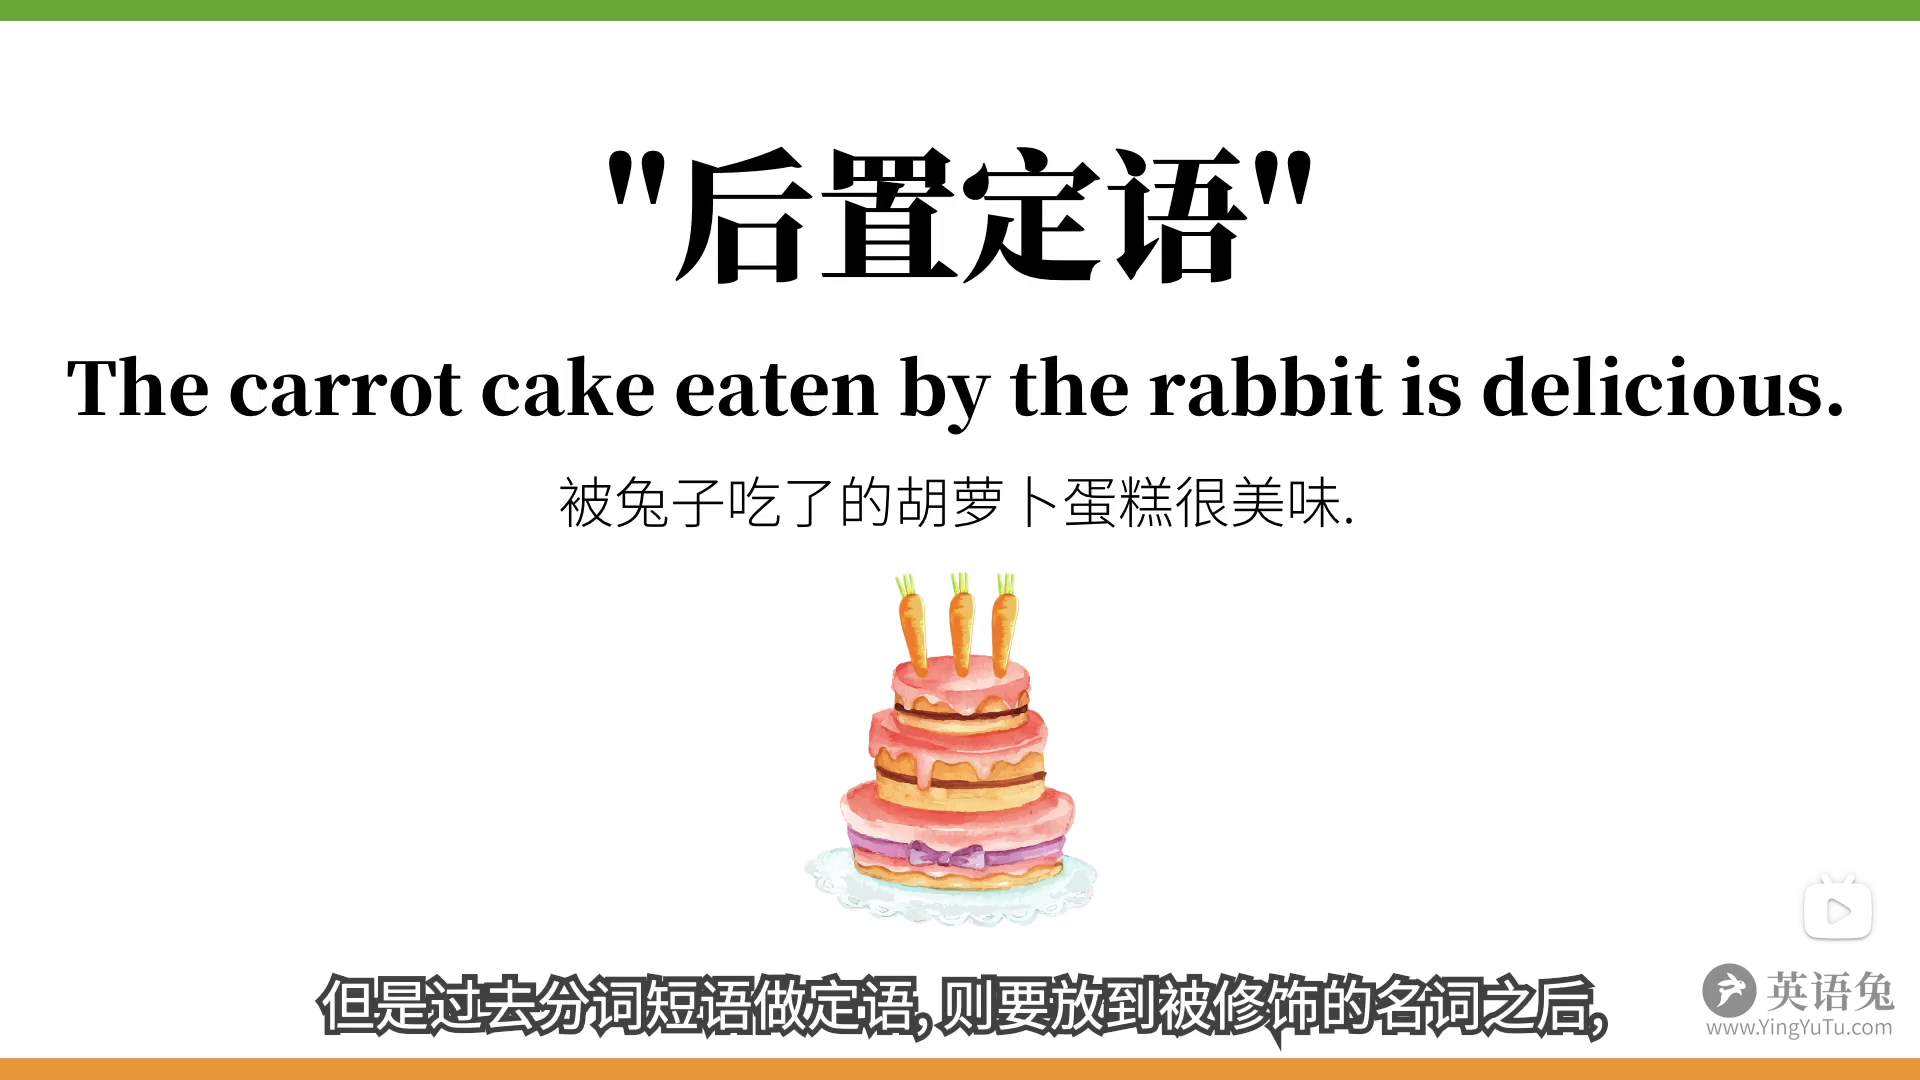 "后置定语"
The carrot cake eaten by the rabbit is delicious.
被兔子吃了的胡萝卜蛋糕很美味.
但是过去分词短语做定语, 则要放到被修饰的名词之后,
英语兔
www.YingYuTu.com